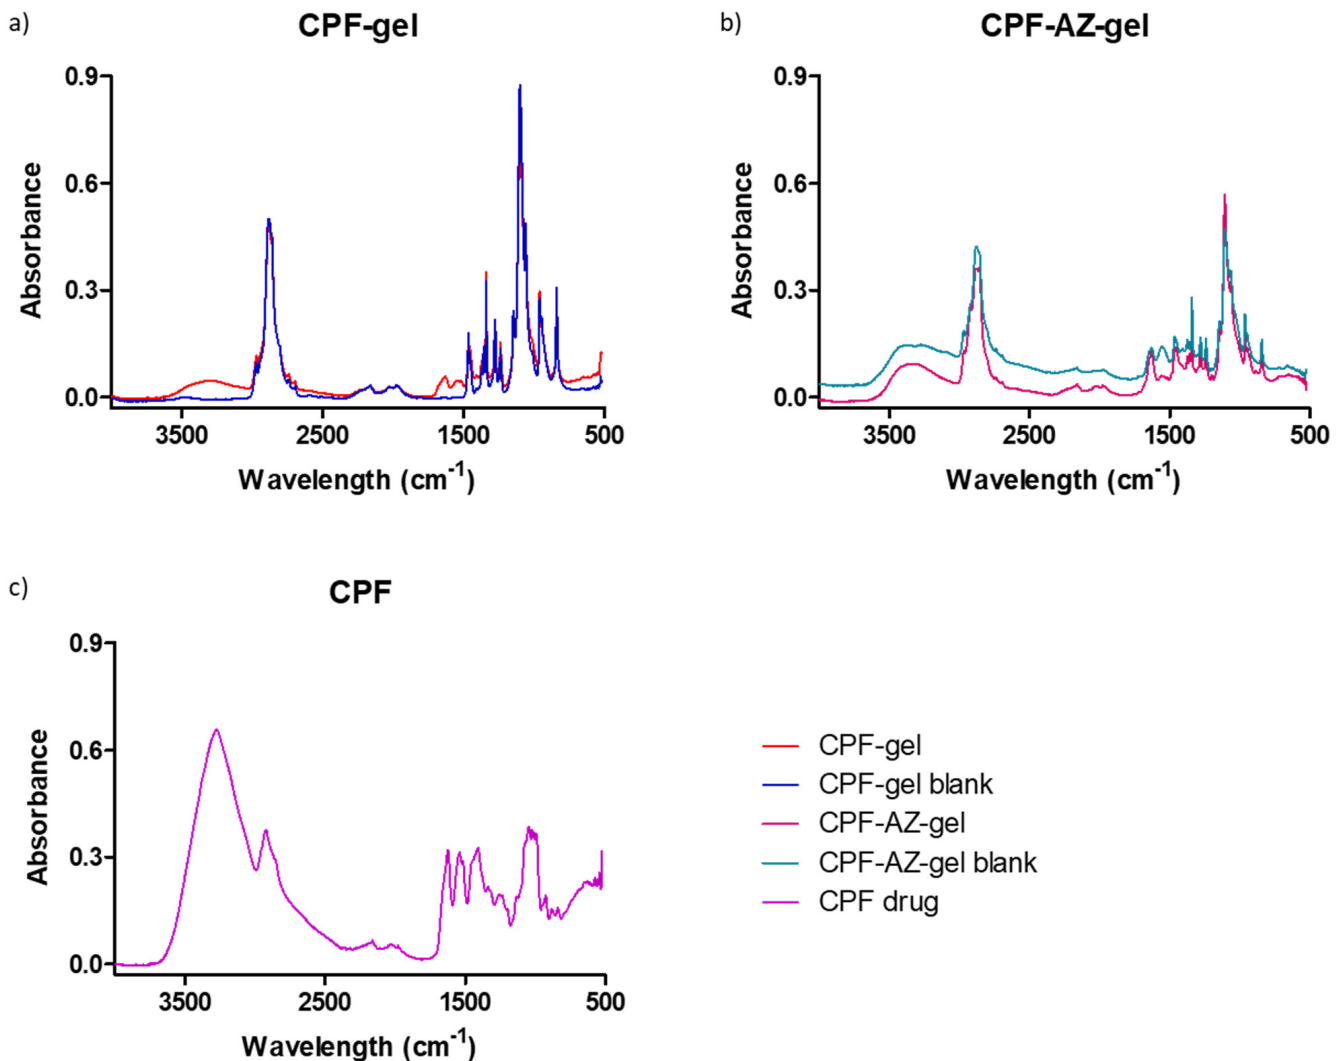 a)
CPF-gel
0.9
0.6
0.3
0.0
Absorbance
3500
2500
1500
500
Wavelength (cm-1)
b)
CPF-AZ-gel
0.9
0.6
0.3
0.0
Absorbance
3500
2500
1500
500
Wavelength (cm-1)
c)
CPF
0.9
0.6
0.3
0.0
Absorbance
3500
2500
1500
500
Wavelength (cm-1)
CPF-gel
CPF-gel blank
CPF-AZ-gel
CPF-AZ-gel blank
CPF drug